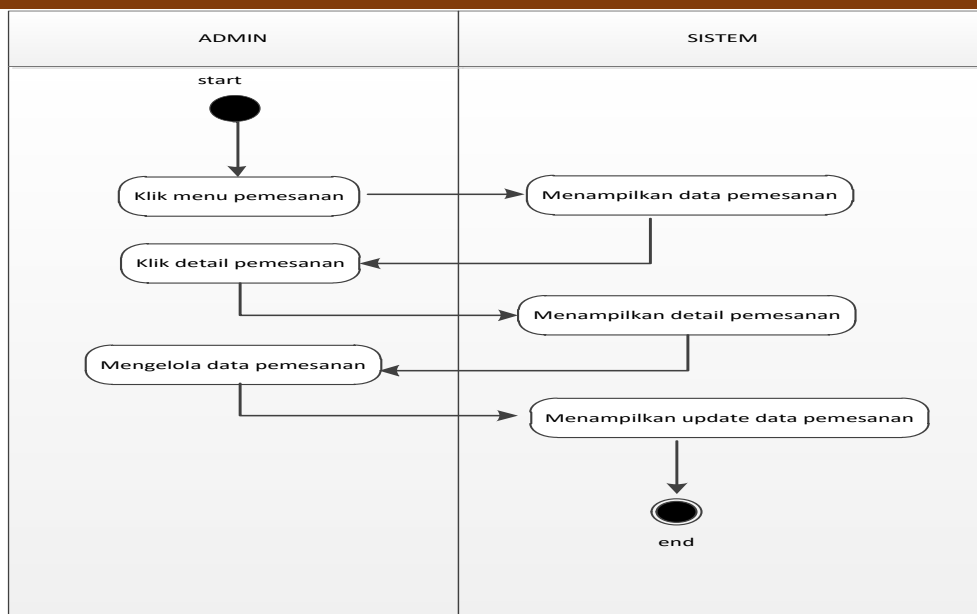 ADMIN
SISTEM
start
Klik menu pemesanan
Menampilkan data pemesanan
Klik detail pemesanan
Menampilkan detail pemesanan
Mengelola data pemesanan
Menampilkan update data pemesanan
end